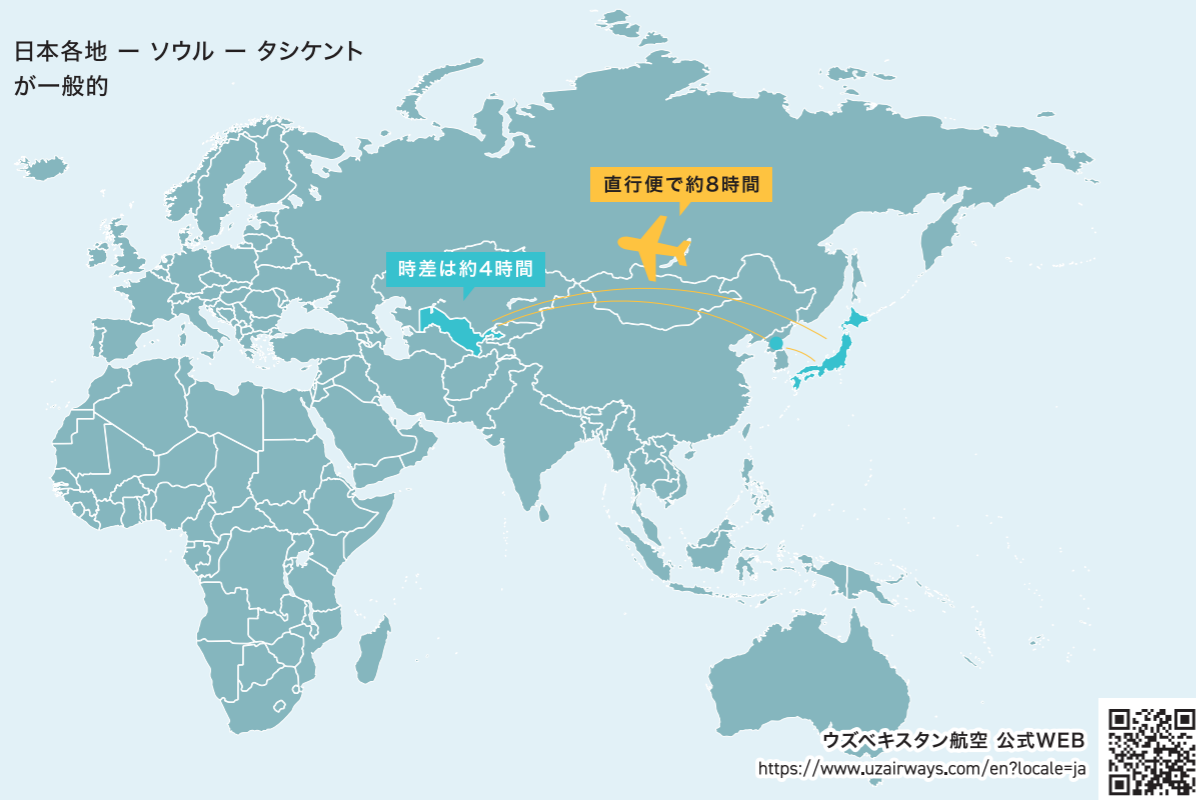 日本各地 ー ソウル ー タシケント
が一般的
直行便で約8時間
時差は約4時間
ウズベキスタン航空 公式WEB
https://www.uzairways.com/en?locale=ja